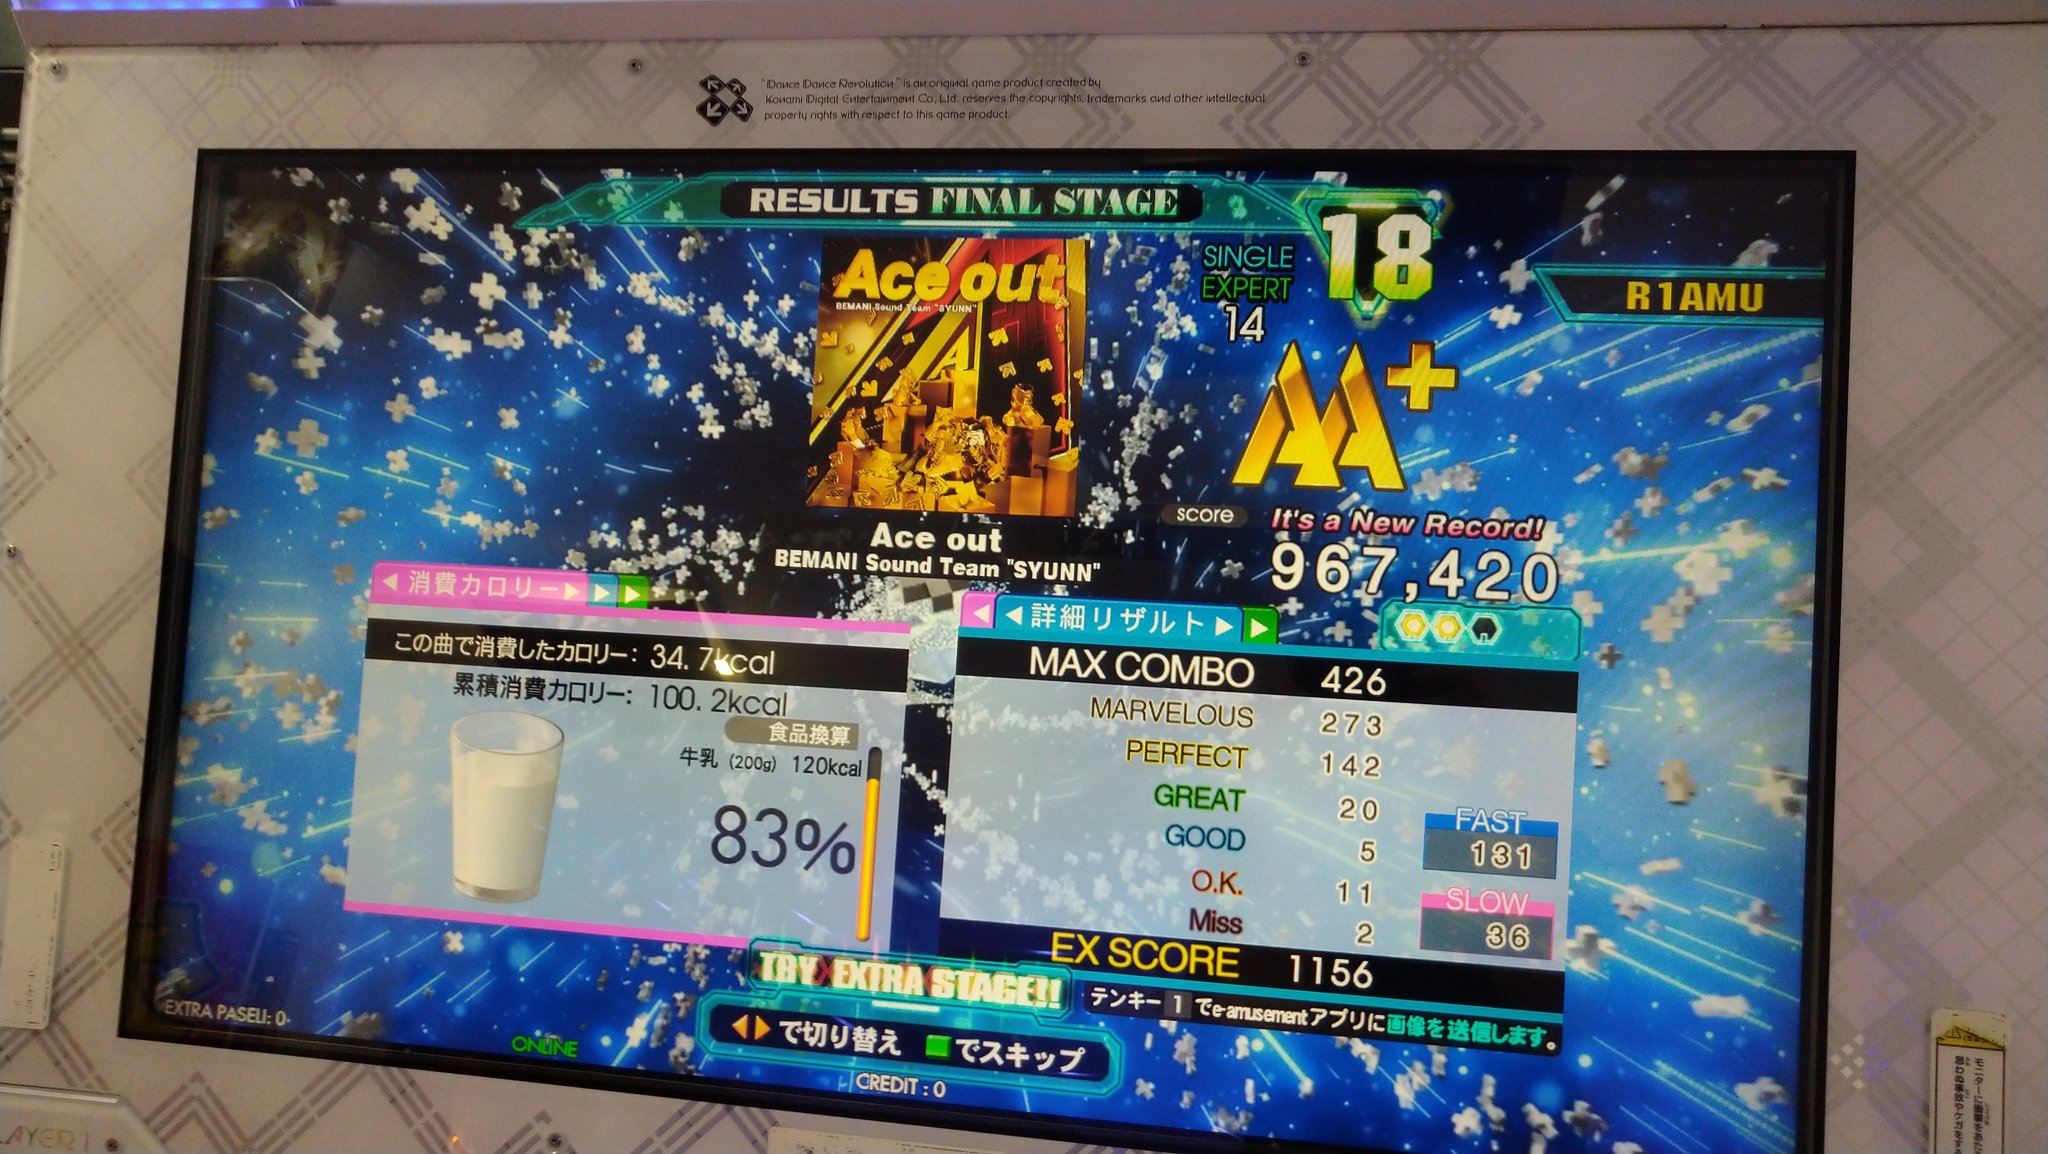 "Dance Dance Revolution" is an original game product created by
Konami Digital Entertainment Co., Ltd. reserves the copyrights, trademarks and other intellectual
property rights with respect to this game product.
RESULTS FINAL STAGE
18
SINGLE
EXPERT
14
R1AMU
Ace out
BEMANI Sound Team "SYUNN"
A
AA+
Ace out
BEMANI Sound Team "SYUNN"
score
It's a New Record!
967,420
消費カロリー
この曲で消費したカロリー: 34.7kcal
累積消費カロリー: 100.2kcal
食品換算
牛乳 (200g) 120kcal
83%
詳細リザルト
MAX COMBO 426
MARVELOUS 273
PERFECT 142
GREAT 20
GOOD 5
O.K. 11
Miss 2
FAST
131
SLOW
36
EX SCORE 1156
TRY EXTRA STAGE!!
テンキー 1 でe-amusementアプリに画像を送信します。
で切り替え でスキップ
EXTRA PASELI: 0
ONLINE
CREDIT : 0
AYER